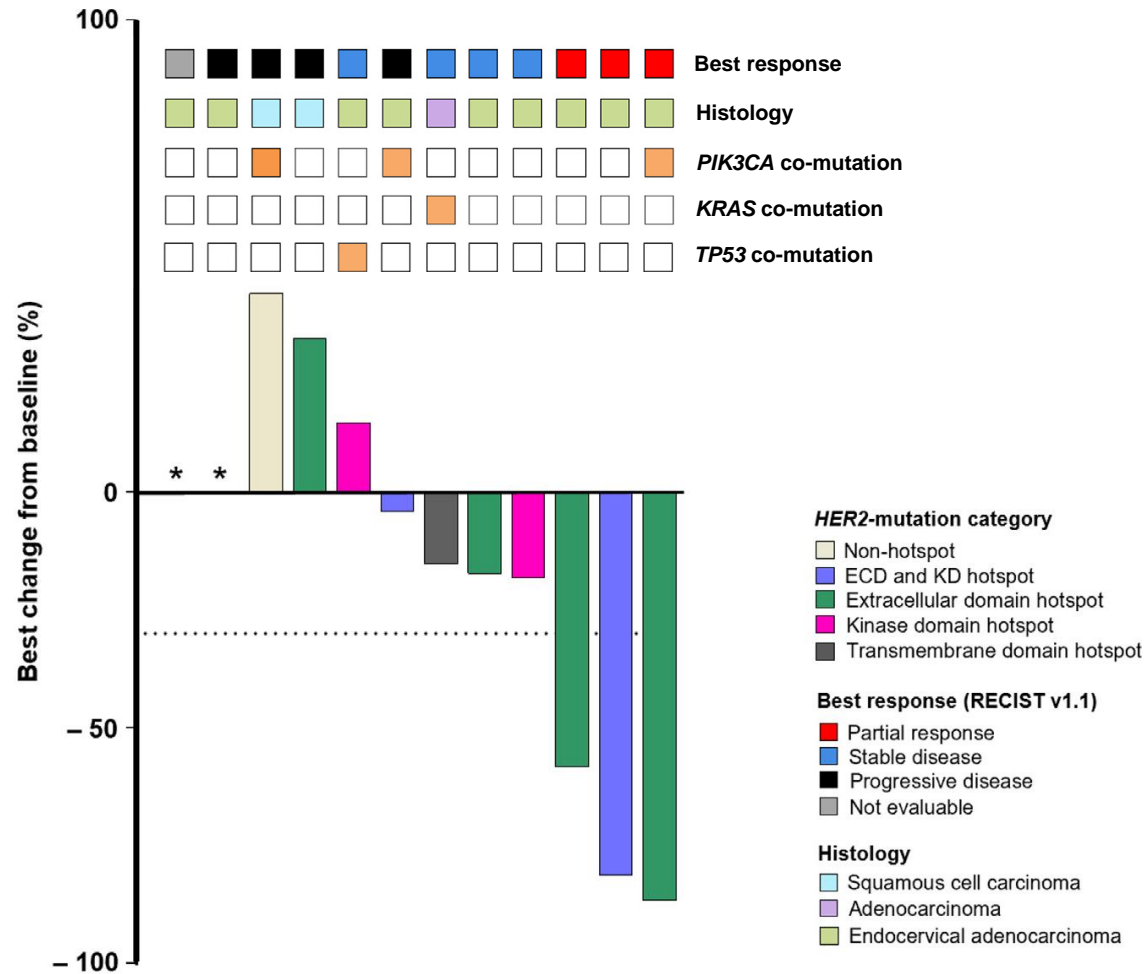 100
Best response
Histology
PIK3CA co-mutation
KRAS co-mutation
TP53 co-mutation
Best change from baseline (%)
* *
0
– 50
– 100
HER2-mutation category
Non-hotspot
ECD and KD hotspot
Extracellular domain hotspot
Kinase domain hotspot
Transmembrane domain hotspot
Best response (RECIST v1.1)
Partial response
Stable disease
Progressive disease
Not evaluable
Histology
Squamous cell carcinoma
Adenocarcinoma
Endocervical adenocarcinoma